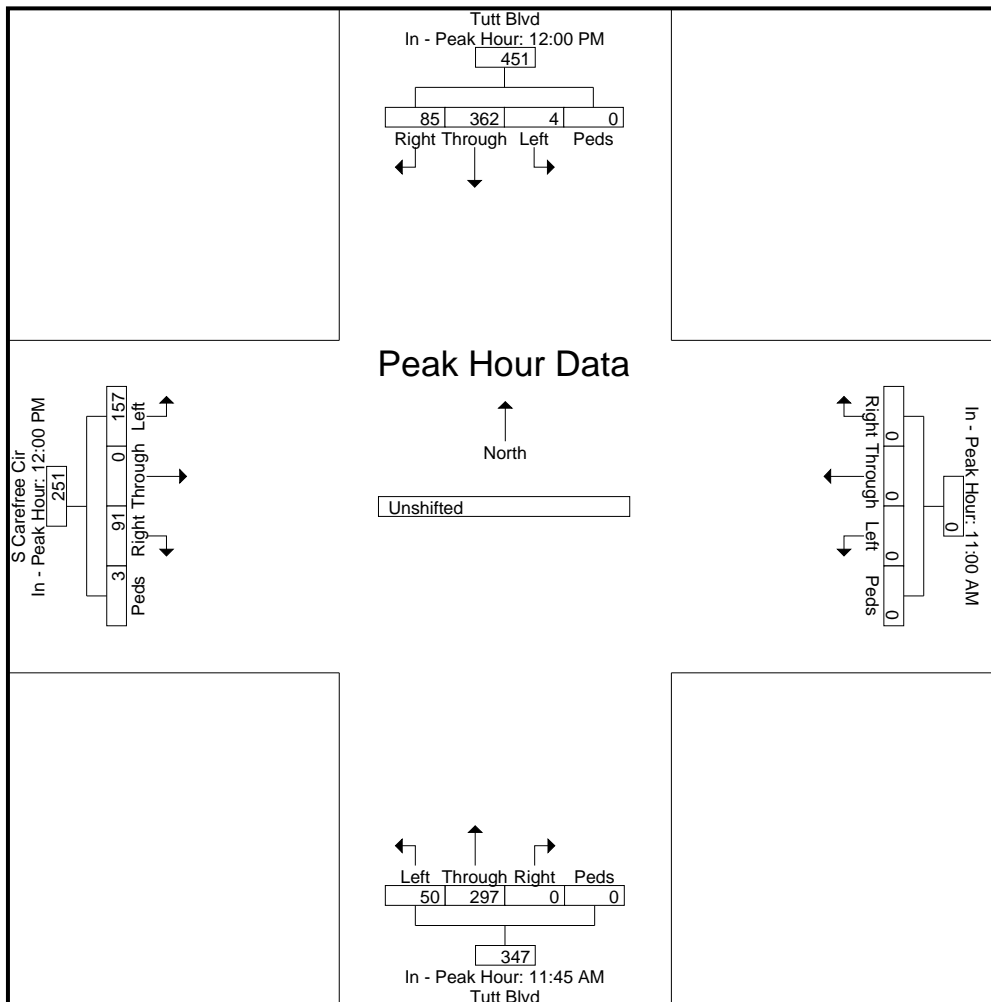 Tutt Blvd
In - Peak Hour: 12:00 PM
451
85 362 4 0
Right Through Left Peds
Peak Hour Data
North
Unshifted
S Carefree Cir
In - Peak Hour: 12:00 PM
251
157 0 91 3
Left Through Right Peds
In - Peak Hour: 11:00 AM
0
0 0 0 0
Right Through Left Peds
Left Through Right Peds
50 297 0 0
347
In - Peak Hour: 11:45 AM
Tutt Blvd